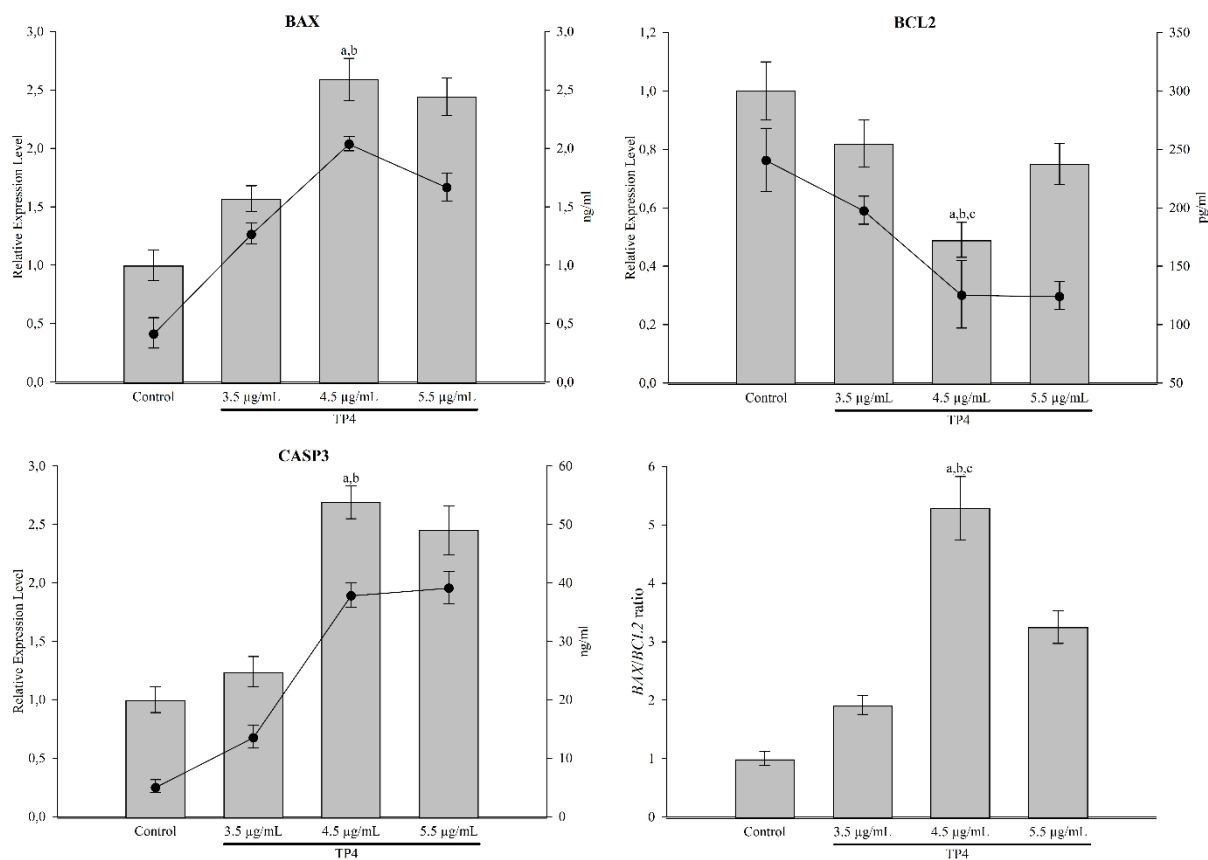 BAX
3,0
2,5
2,0
1,5
1,0
0,5
0,0
Relative Expression Level
a,b
3,0
2,5
2,0
1,5
1,0
0,5
0,0
ng/ml
Control
3.5 µg/mL
4.5 µg/mL
5.5 µg/mL
TP4
BCL2
1,2
1,0
0,8
0,6
0,4
0,2
0,0
Relative Expression Level
a,b,c
350
300
250
200
150
100
50
pg/ml
Control
3.5 µg/mL
4.5 µg/mL
5.5 µg/mL
TP4
CASP3
3,0
2,5
2,0
1,5
1,0
0,5
0,0
Relative Expression Level
a,b
60
50
40
30
20
10
0
ng/ml
Control
3.5 µg/mL
4.5 µg/mL
5.5 µg/mL
TP4
6
5
4
3
2
1
0
BAX/BCL2 ratio
a,b,c
Control
3.5 µg/mL
4.5 µg/mL
5.5 µg/mL
TP4